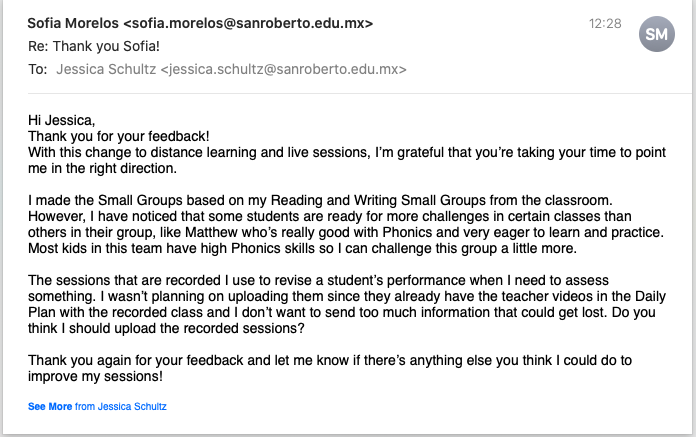 Sofia Morelos <sofia.morelos@sanroberto.edu.mx>
12:28
SM
Re: Thank you Sofia!
To: Jessica Schultz <jessica.schultz@sanroberto.edu.mx>
Hi Jessica,
Thank you for your feedback!
With this change to distance learning and live sessions, I'm grateful that you're taking your time to point
me in the right direction.
I made the Small Groups based on my Reading and Writing Small Groups from the classroom.
However, I have noticed that some students are ready for more challenges in certain classes than
others in their group, like Matthew who's really good with Phonics and very eager to learn and practice.
Most kids in this team have high Phonics skills so I can challenge this group a little more.
The sessions that are recorded I use to revise a student's performance when I need to assess
something. I wasn't planning on uploading them since they already have the teacher videos in the Daily
Plan with the recorded class and I don't want to send too much information that could get lost. Do you
think I should upload the recorded sessions?
Thank you again for your feedback and let me know if there's anything else you think I could do to
improve my sessions!
See More from Jessica Schultz